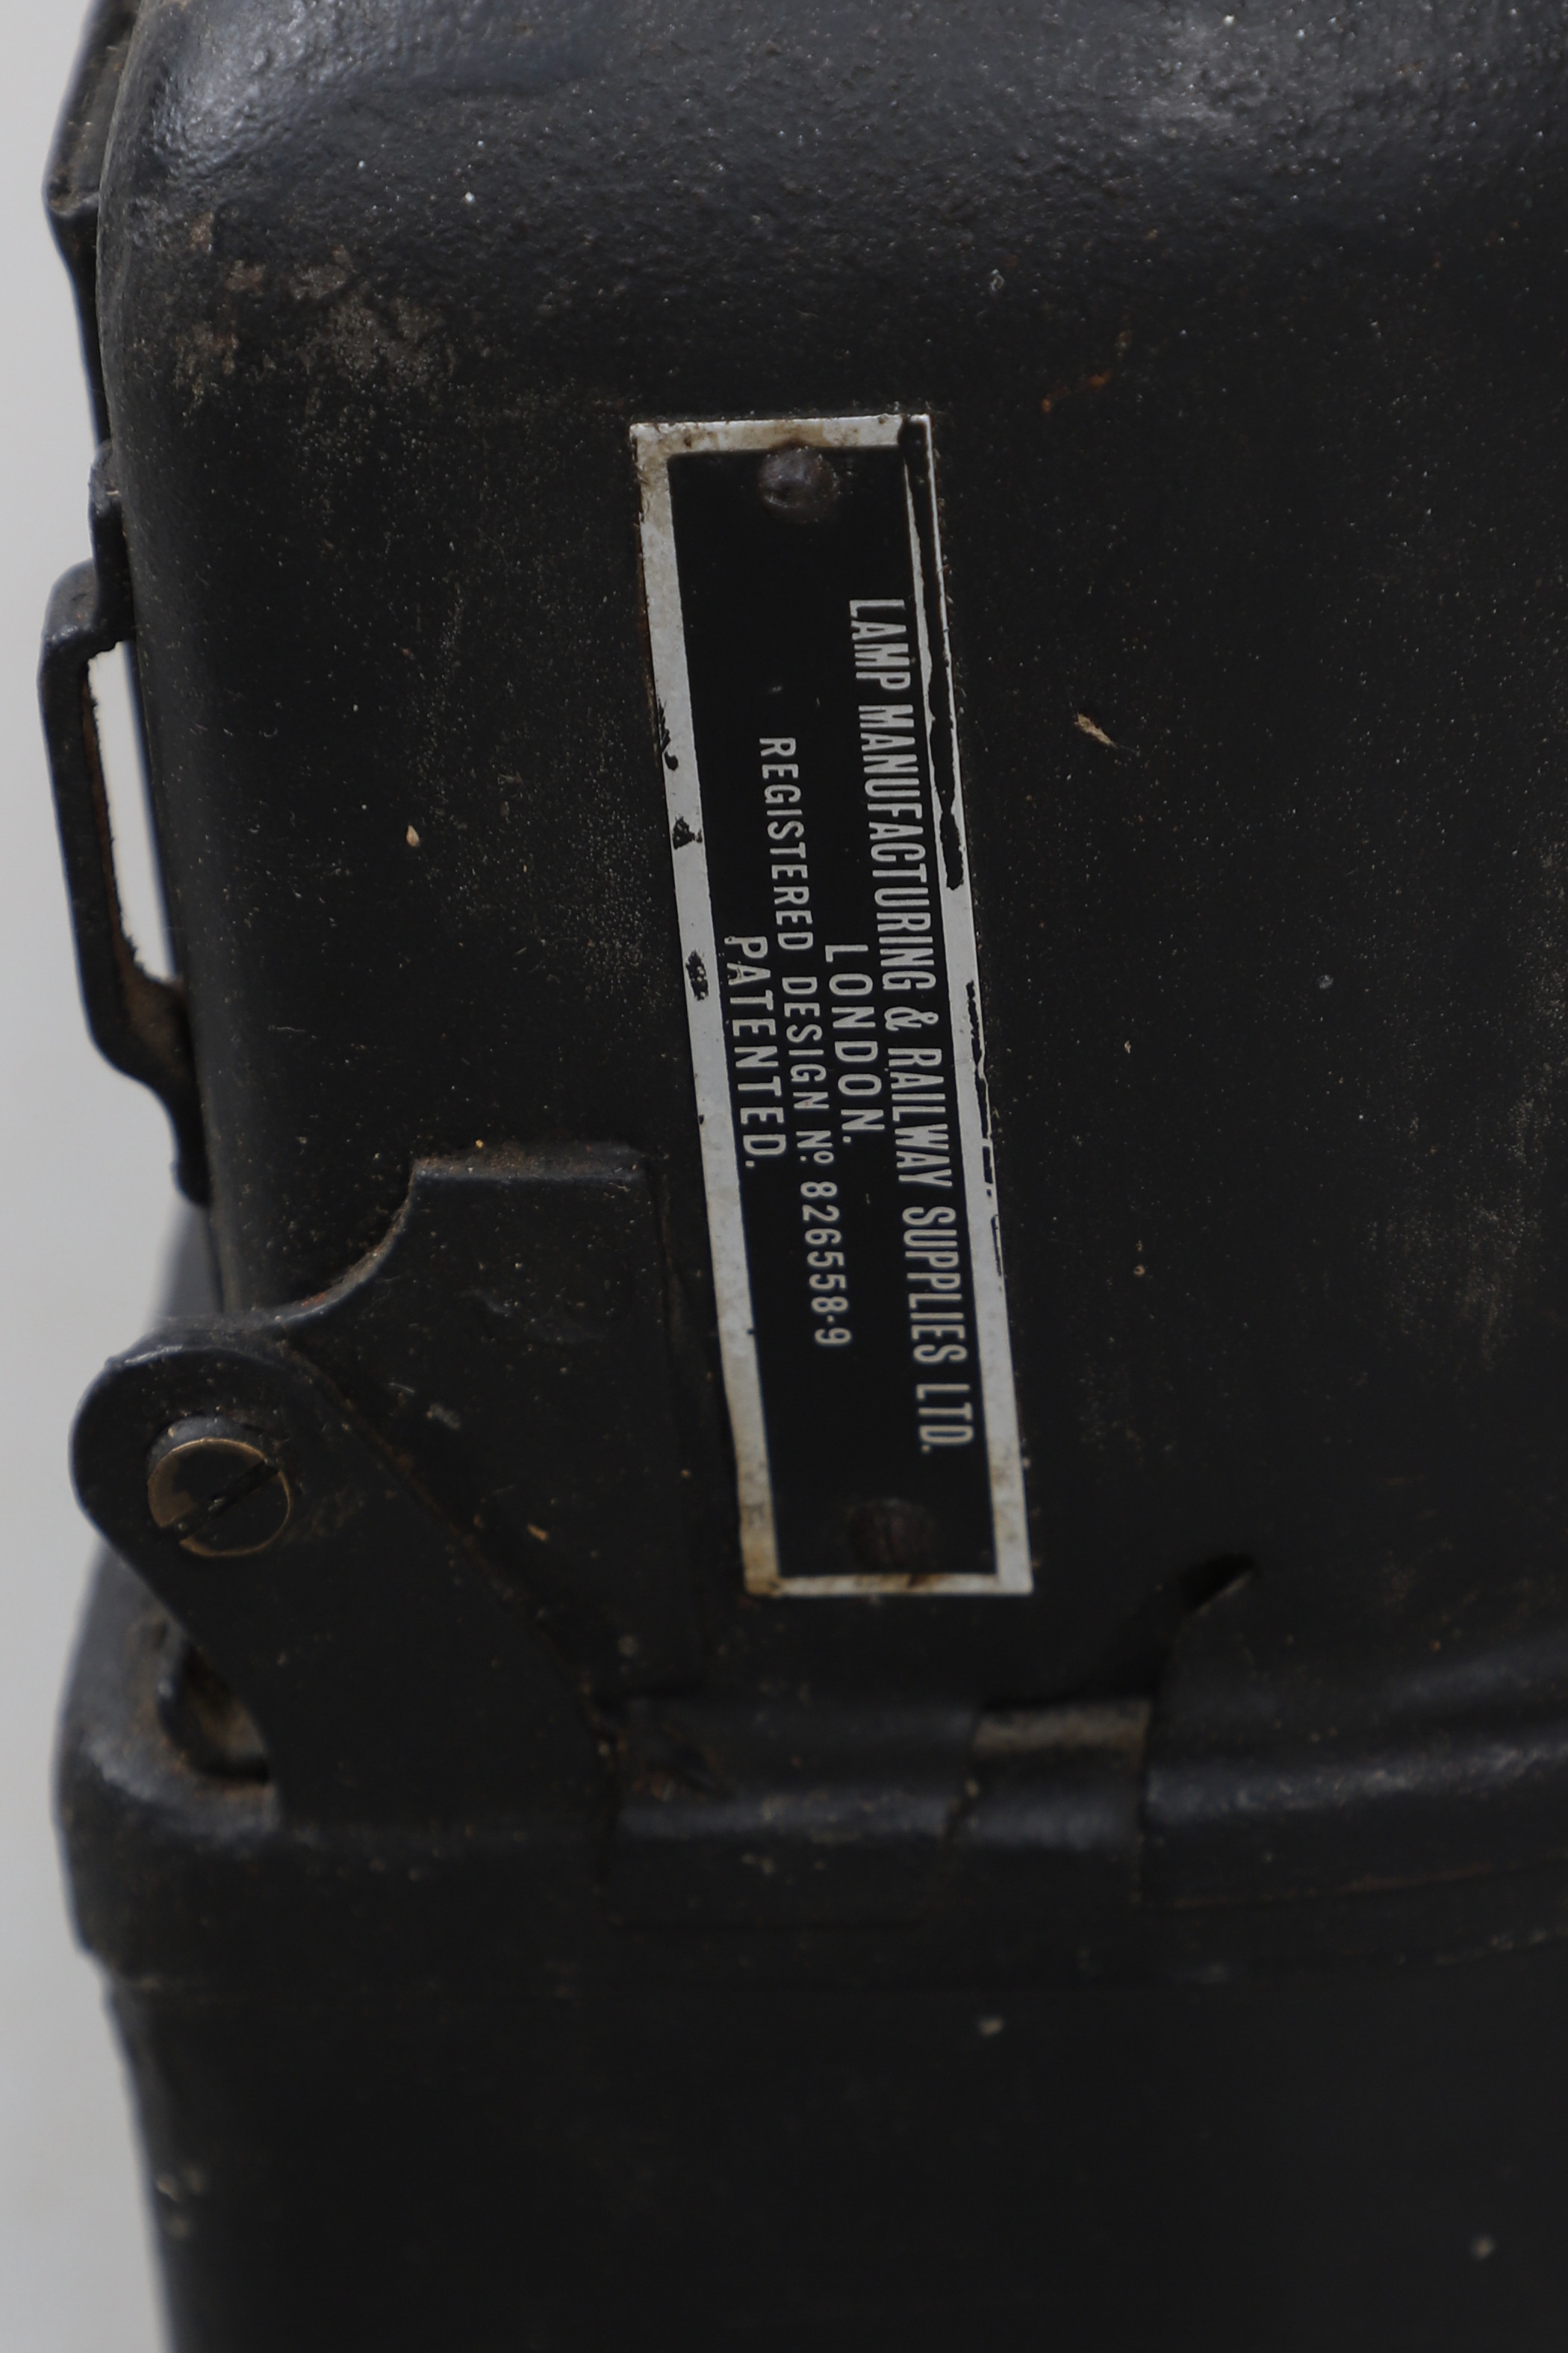 LAMP MANUFACTURING & RAILWAY SUPPLIES LTD.
LONDON.
REGISTERED DESIGN Nº 826558-9
PATENTED.